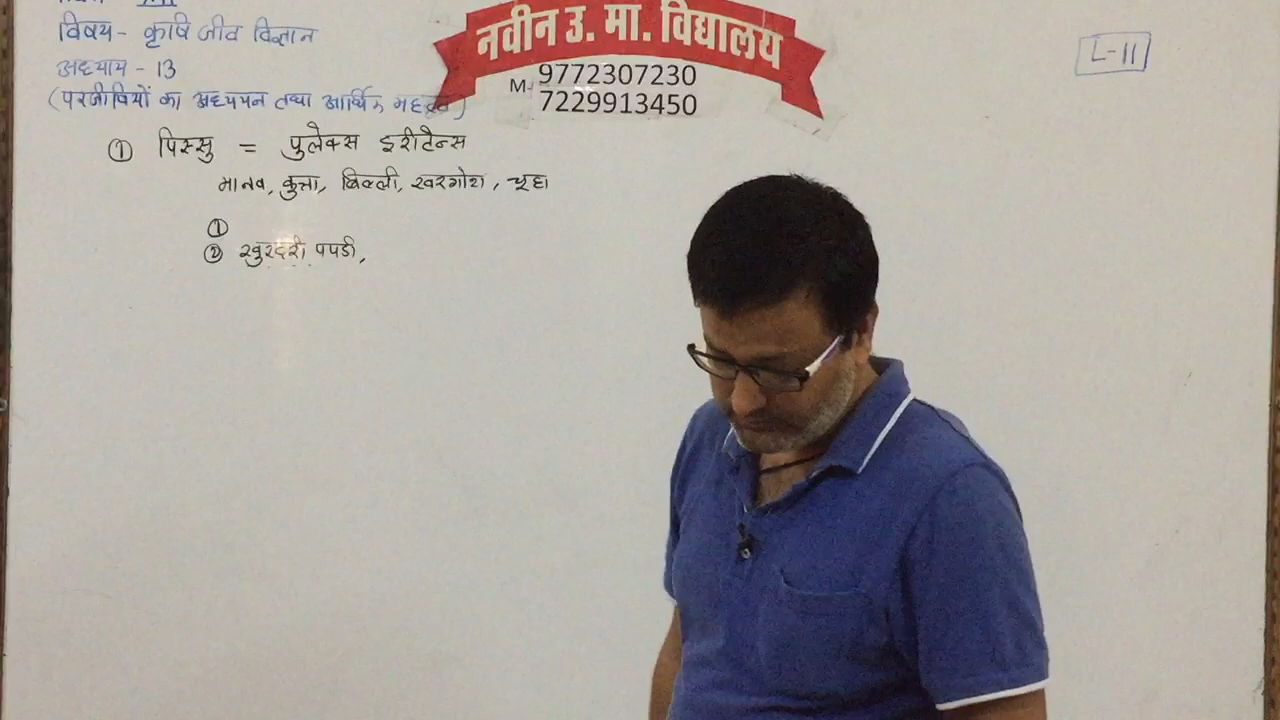 विषय - कृषि जीव विज्ञान
अध्याय - 13
(परजीवियों का अध्ययन तथा आर्थिक महत्व)
नवीन उ. मा. विद्यालय
M- 9772307230
7229913450
L-11
① पिस्सु = पुलेक्स इरीटेन्स
मानव, कुत्ता, बिल्ली, खरगोश, चूहा
①
② खुरदरी पपडी,